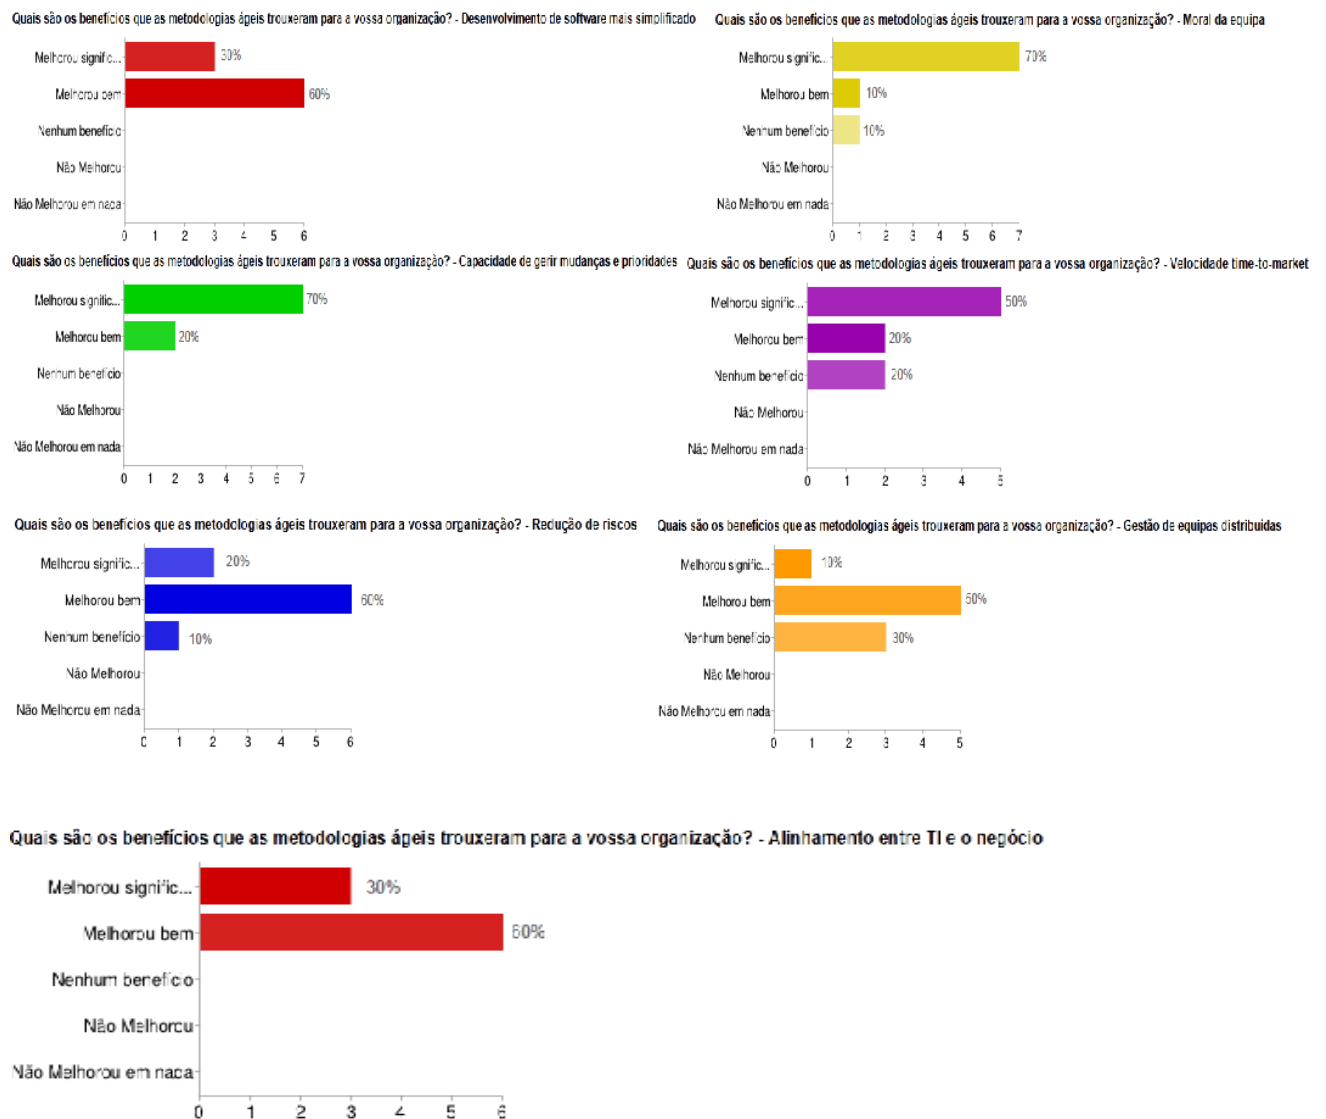 Quais são os benefícios que as metodologias ágeis trouxeram para a vossa organização? - Desenvolvimento de software mais simplificado
Melhorou signific...
30%
Melhorou bem
60%
Nenhum benefício
Não Melhorou
Não Melhorou em nada
0 1 2 3 4 5 6
Quais são os benefícios que as metodologias ágeis trouxeram para a vossa organização? - Moral da equipa
Melhorou signific...
70%
Melhorou bem
10%
Nenhum benefício
10%
Não Melhorou
Não Melhorou em nada
0 1 2 3 4 5 6 7
Quais são os benefícios que as metodologias ágeis trouxeram para a vossa organização? - Capacidade de gerir mudanças e prioridades
Melhorou signific...
70%
Melhorou bem
20%
Nenhum benefício
Não Melhorou
Não Melhorou em nada
0 1 2 3 4 5 6 7
Quais são os benefícios que as metodologias ágeis trouxeram para a vossa organização? - Velocidade time-to-market
Melhorou signific...
50%
Melhorou bem
20%
Nenhum benefício
20%
Não Melhorou
Não Melhorou em nada
0 1 2 3 4 5
Quais são os benefícios que as metodologias ágeis trouxeram para a vossa organização? - Redução de riscos
Melhorou signific...
20%
Melhorou bem
60%
Nenhum benefício
10%
Não Melhorou
Não Melhorou em nada
0 1 2 3 4 5 6
Quais são os benefícios que as metodologias ágeis trouxeram para a vossa organização? - Gestão de equipas distribuidas
Melhorou signific...
10%
Melhorou bem
50%
Nenhum benefício
30%
Não Melhorou
Não Melhorou em nada
0 1 2 3 4 5
Quais são os benefícios que as metodologias ágeis trouxeram para a vossa organização? - Alinhamento entre TI e o negócio
Melhorou signific...
30%
Melhorou bem
60%
Nenhum benefício
Não Melhorou
Não Melhorou em nada
0 1 2 3 4 5 6